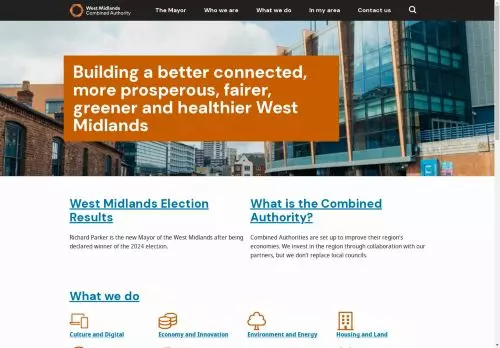 West Midlands
Combined Authority
The Mayor
Who we are
What we do
In my area
Contact us
Building a better connected,
more prosperous, fairer,
greener and healthier West
Midlands
West Midlands Election
Results
Richard Parker is the new Mayor of the West Midlands after being
declared winner of the 2024 election.
What is the Combined
Authority?
Combined Authorities are set up to improve their region's
economies. We invest in the region through collaboration with our
partners, but we don't replace local councils.
What we do
Culture and Digital
Economy and Innovation
Environment and Energy
Housing and Land